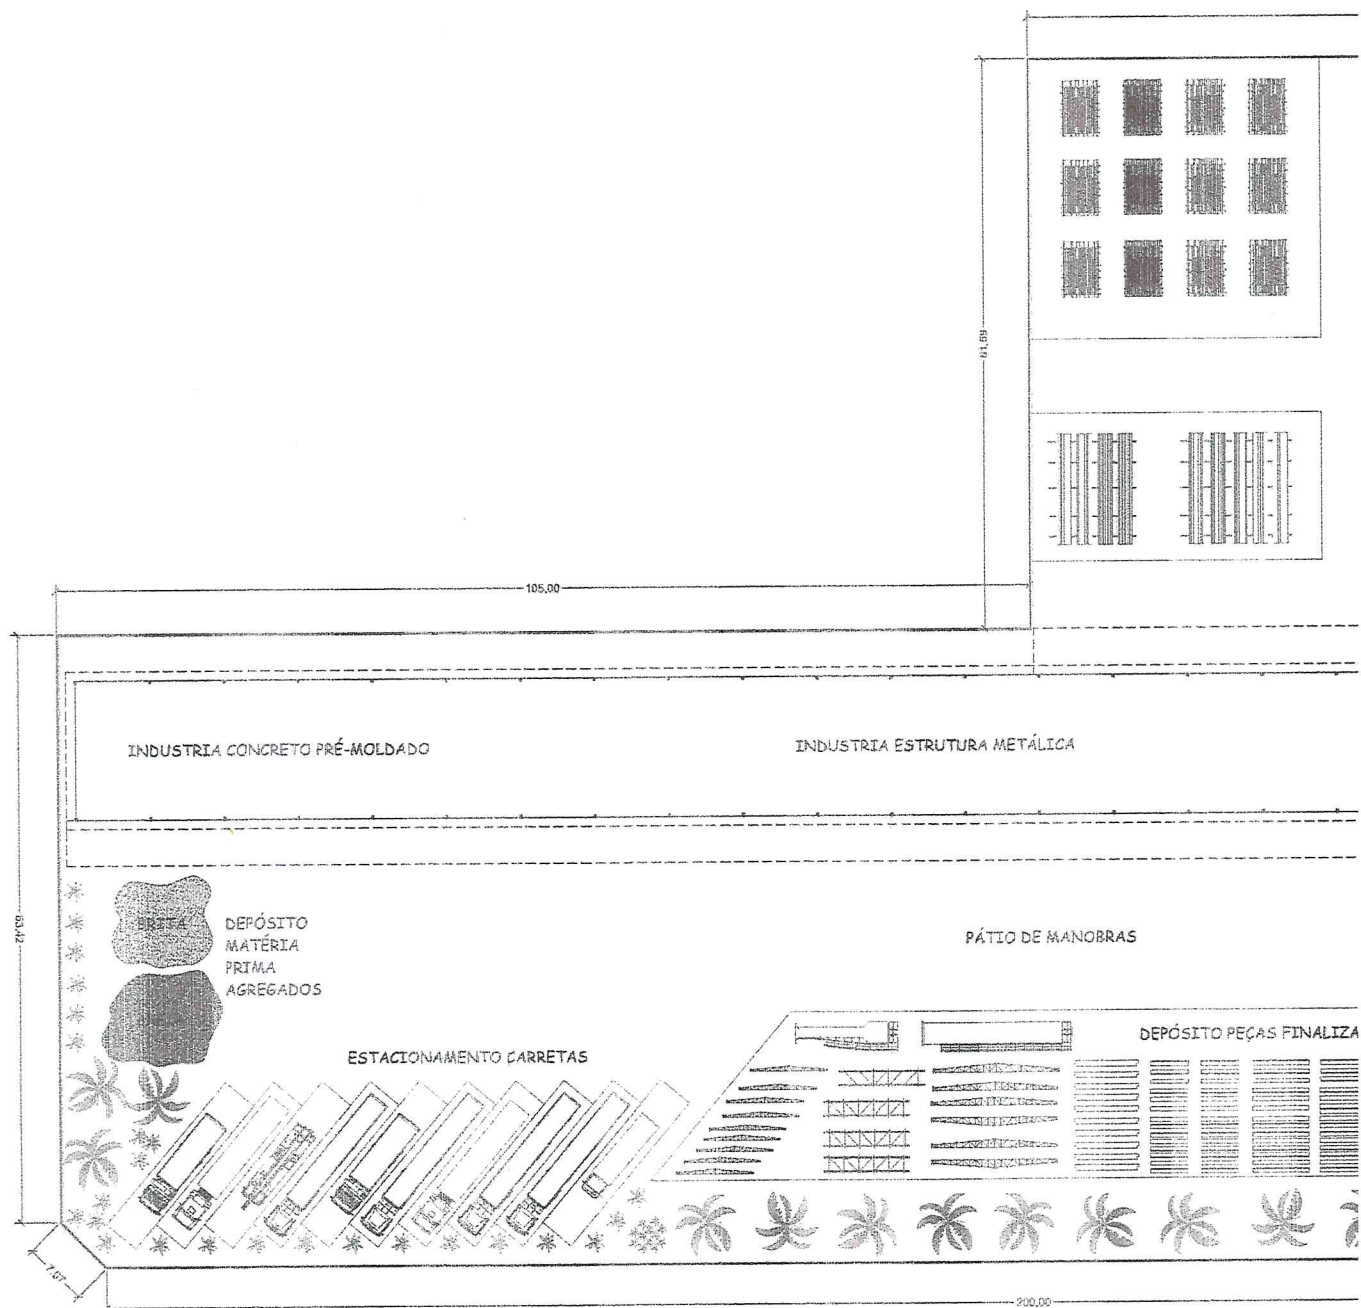 61,69
105,00
INDUSTRIA CONCRETO PRÉ-MOLDADO
INDUSTRIA ESTRUTURA METÁLICA
63,42
BRITA
DEPÓSITO
MATÉRIA
PRIMA
AGREGADOS
PÁTIO DE MANOBRAS
DEPÓSITO PEÇAS FINALIZA
ESTACIONAMENTO CARRETAS
7,07
200,00